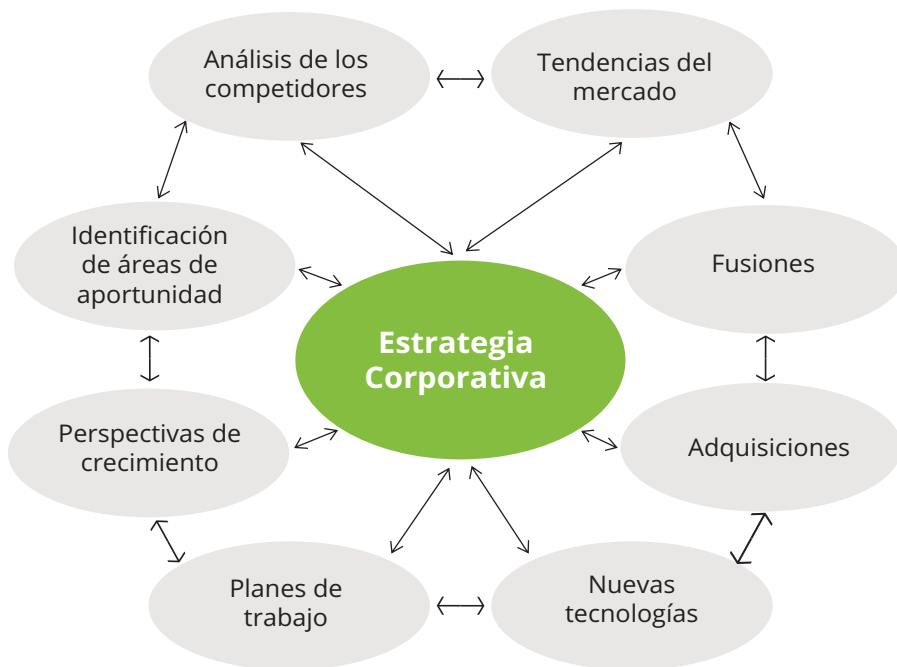 Análisis de los
competidores
Tendencias del
mercado
Identificación
de áreas de
aportunidad
Fusiones
Estrategia
Corporativa
Perspectivas de
crecimiento
Adquisiciones
Planes de
trabajo
Nuevas
tecnologías